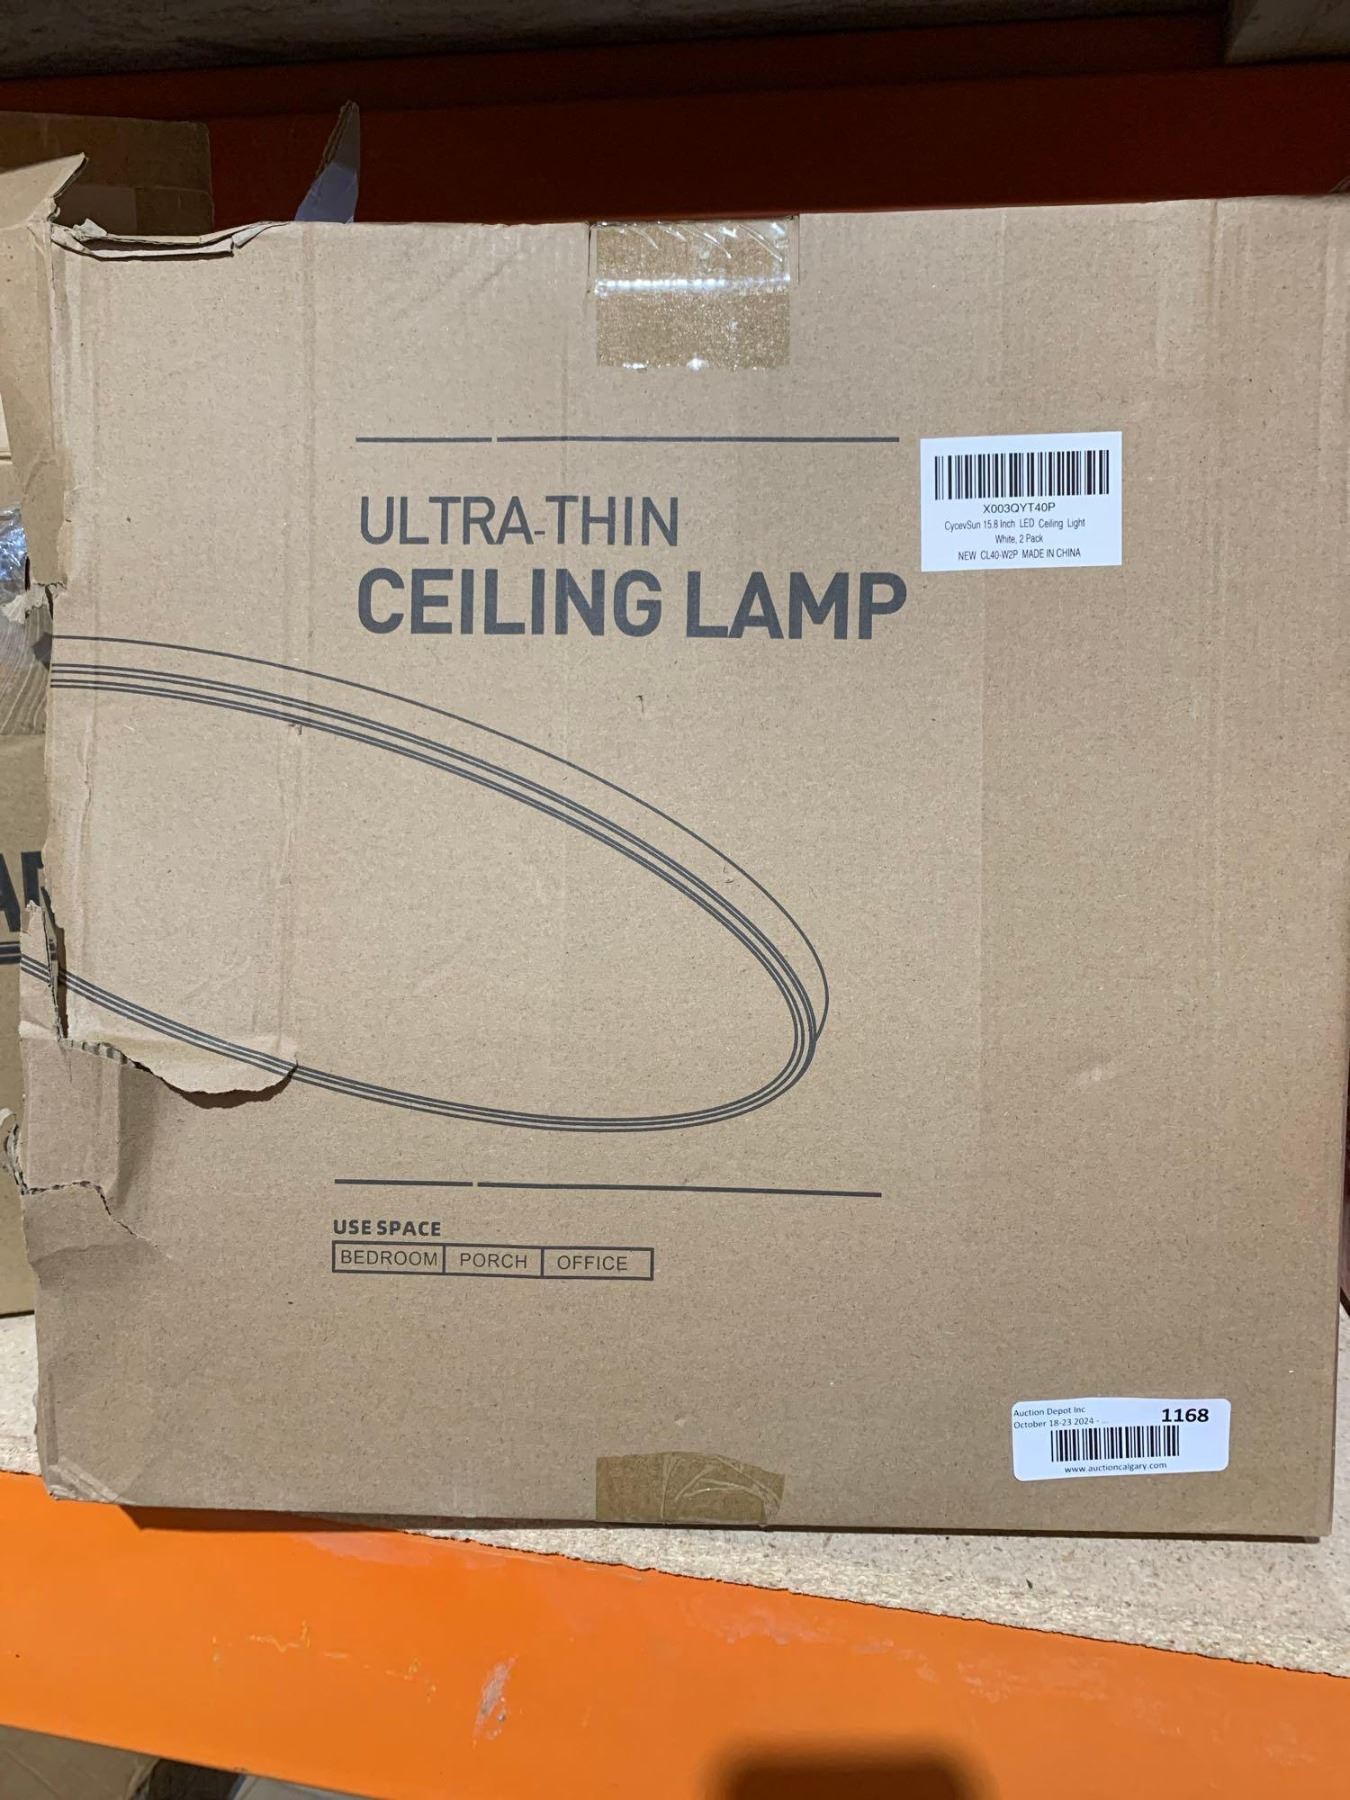 ULTRA-THIN
CEILING LAMP
X003QYT40P
CycevSun 15.8 Inch LED Ceiling Light
White, 2 Pack
NEW CL40-W2P MADE IN CHINA
USE SPACE
BEDROOM PORCH OFFICE
Auction Depot Inc
October 18-23 2024 - ...
1168
www.auctioncalgary.com